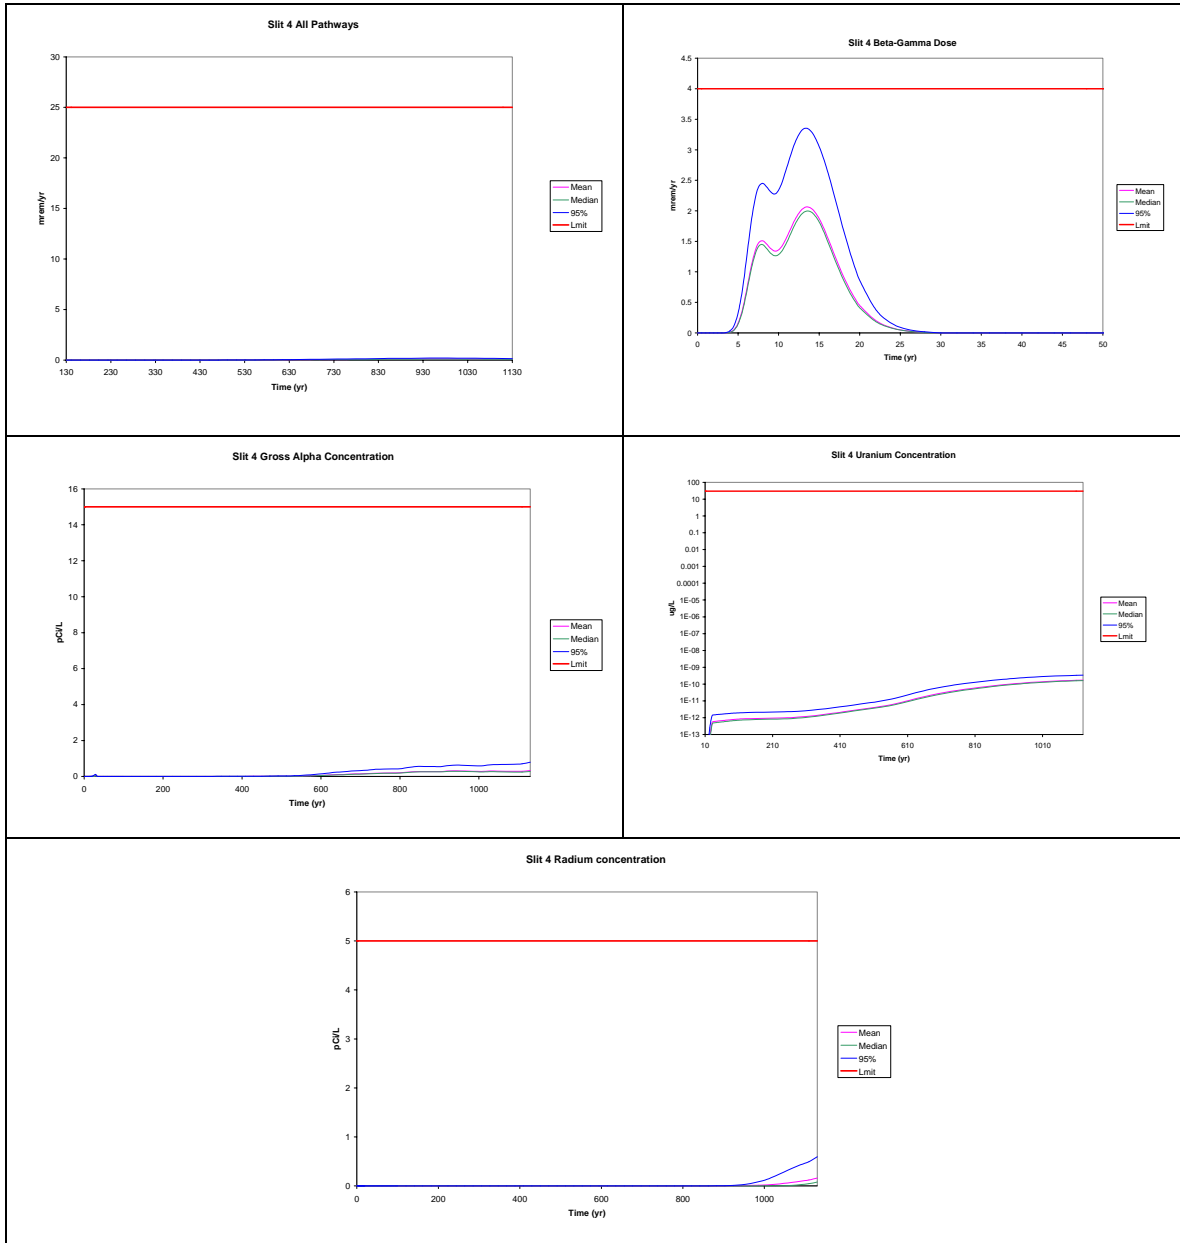 Slit 4 All Pathways
30
25
20
15
10
5
0
mrem/yr
130 230 330 430 530 630 730 830 930 1030 1130
Time (yr)
Mean
Median
95%
Lmit
Slit 4 Beta-Gamma Dose
4.5
4
3.5
3
2.5
2
1.5
1
0.5
0
mrem/yr
0 5 10 15 20 25 30 35 40 45 50
Time (yr)
Mean
Median
95%
Lmit
Slit 4 Gross Alpha Concentration
16
14
12
10
8
6
4
2
0
pCi/L
0 200 400 600 800 1000
Time (yr)
Mean
Median
95%
Lmit
Slit 4 Uranium Concentration
100
10
1
0.1
0.01
0.001
0.0001
1E-05
1E-06
1E-07
1E-08
1E-09
1E-10
1E-11
1E-12
1E-13
ug/L
10 210 410 610 810 1010
Time (yr)
Mean
Median
95%
Lmit
Slit 4 Radium concentration
6
5
4
3
2
1
0
pCi/L
0 200 400 600 800 1000
Time (yr)
Mean
Median
95%
Lmit